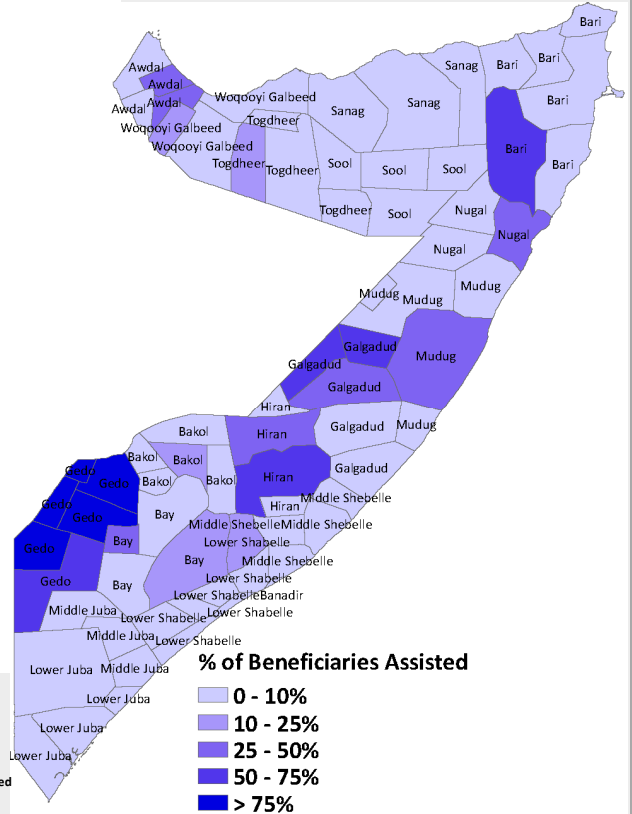 Bari
Bari
Bari
Sanag
Awdal
Awdal
Awdal
Awdal
Woqooyi Galbeed
Sanag
Sanag
Bari
Togdheer
Woqooyi Galbeed
Woqooyi Galbeed
Bari
Togdheer
Togdheer
Sool
Sool
Sool
Bari
Togdheer
Sool
Nugal
Nugal
Nugal
Mudug
Mudug
Mudug
Galgadud
Mudug
Galgadud
Galgadud
Hiran
Galgadud
Mudug
Bakol
Hiran
Bakol
Bakol
Galgadud
Gedo
Gedo
Bakol
Bakol
Hiran
Gedo
Gedo
Bay
Hiran
Middle Shebelle
Middle Shebelle
Middle Shebelle
Gedo
Bay
Lower Shabelle
Bay
Middle Shebelle
Gedo
Bay
Lower Shabelle
Lower Shabelle
Banadir
Middle Juba
Lower Shabelle
Lower Shabelle
Middle Juba
Lower Shabelle
Lower Juba
Middle Juba
Lower Juba
Lower Juba
Lower Juba
% of Beneficiaries Assisted
0 - 10%
10 - 25%
25 - 50%
50 - 75%
> 75%
ed